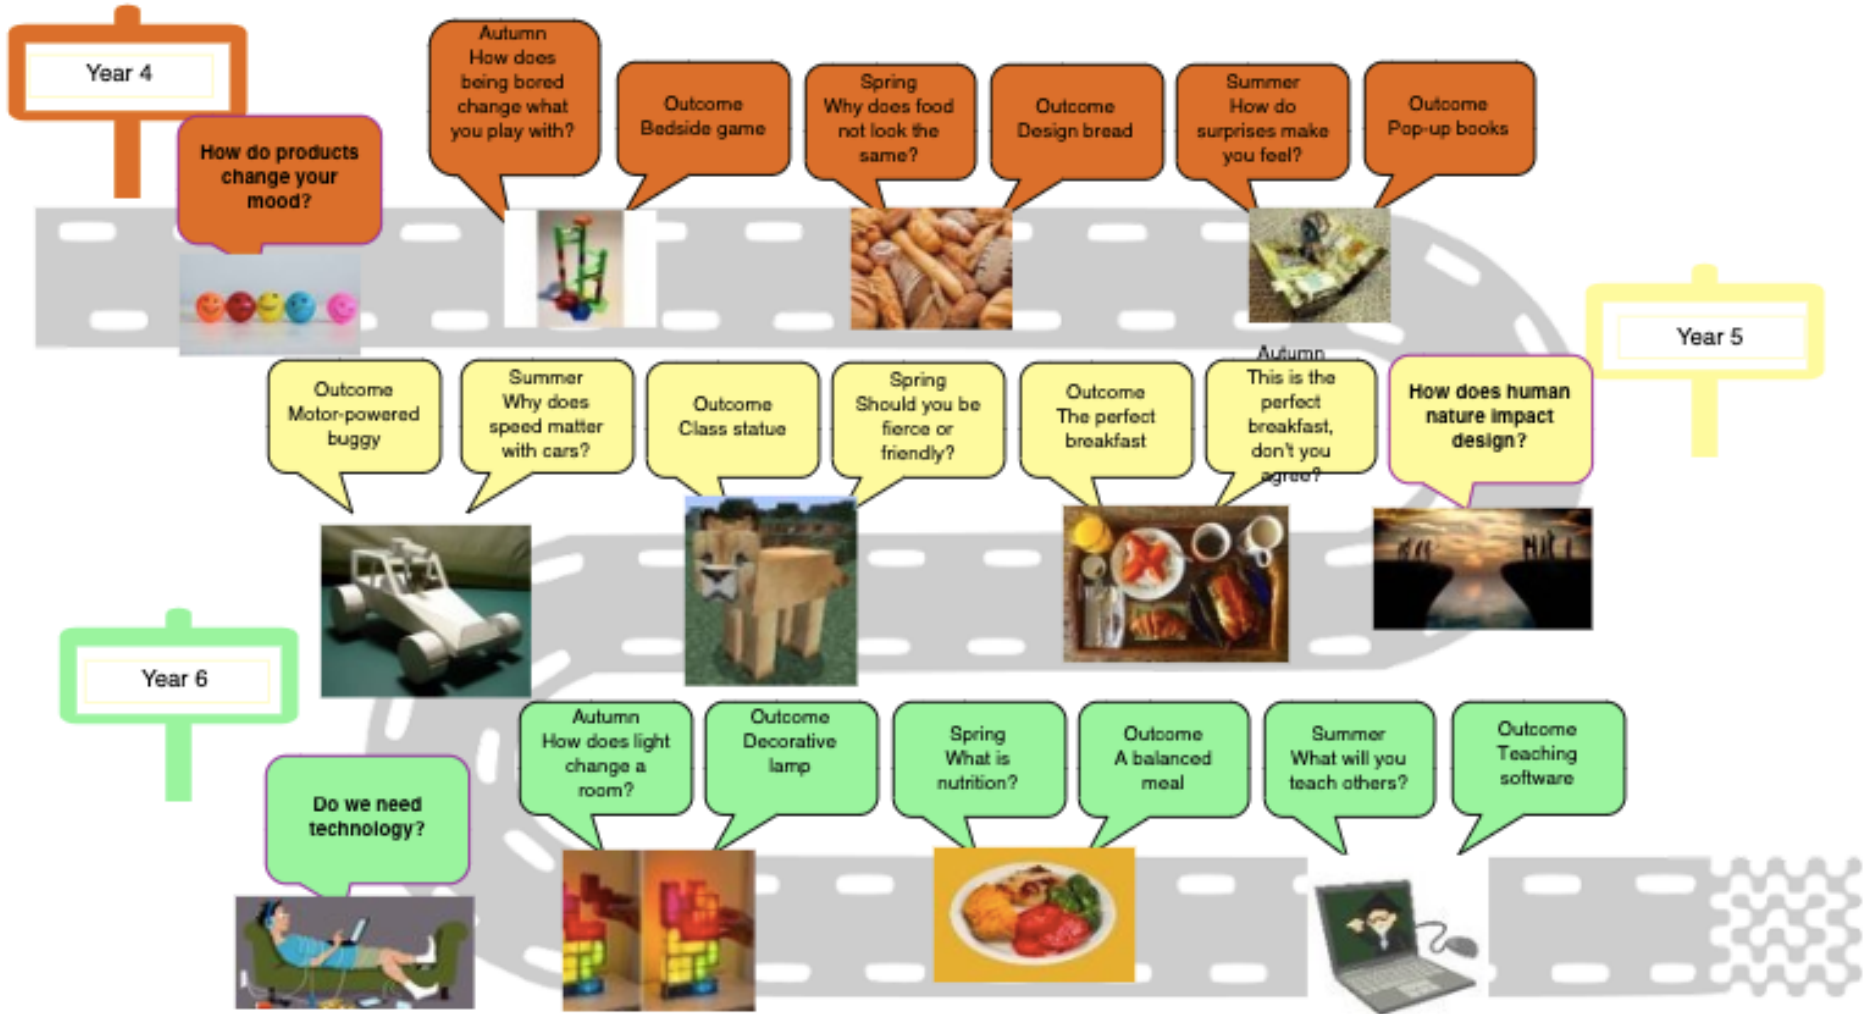 Year 4
How do products
change your
mood?
Autumn
How does
being bored
change what
you play with?
Outcome
Bedside game
Spring
Why does food
not look the
same?
Outcome
Design bread
Summer
How do
surprises make
you feel?
Outcome
Pop-up books
Year 5
How does human
nature impact
design?
Autumn
This is the
perfect
breakfast,
don't you
agree?
Outcome
The perfect
breakfast
Spring
Should you be
fierce or
friendly?
Outcome
Class statue
Summer
Why does
speed matter
with cars?
Outcome
Motor-powered
buggy
Year 6
Do we need
technology?
Autumn
How does light
change a
room?
Outcome
Decorative
lamp
Spring
What is
nutrition?
Outcome
A balanced
meal
Summer
What will you
teach others?
Outcome
Teaching
software